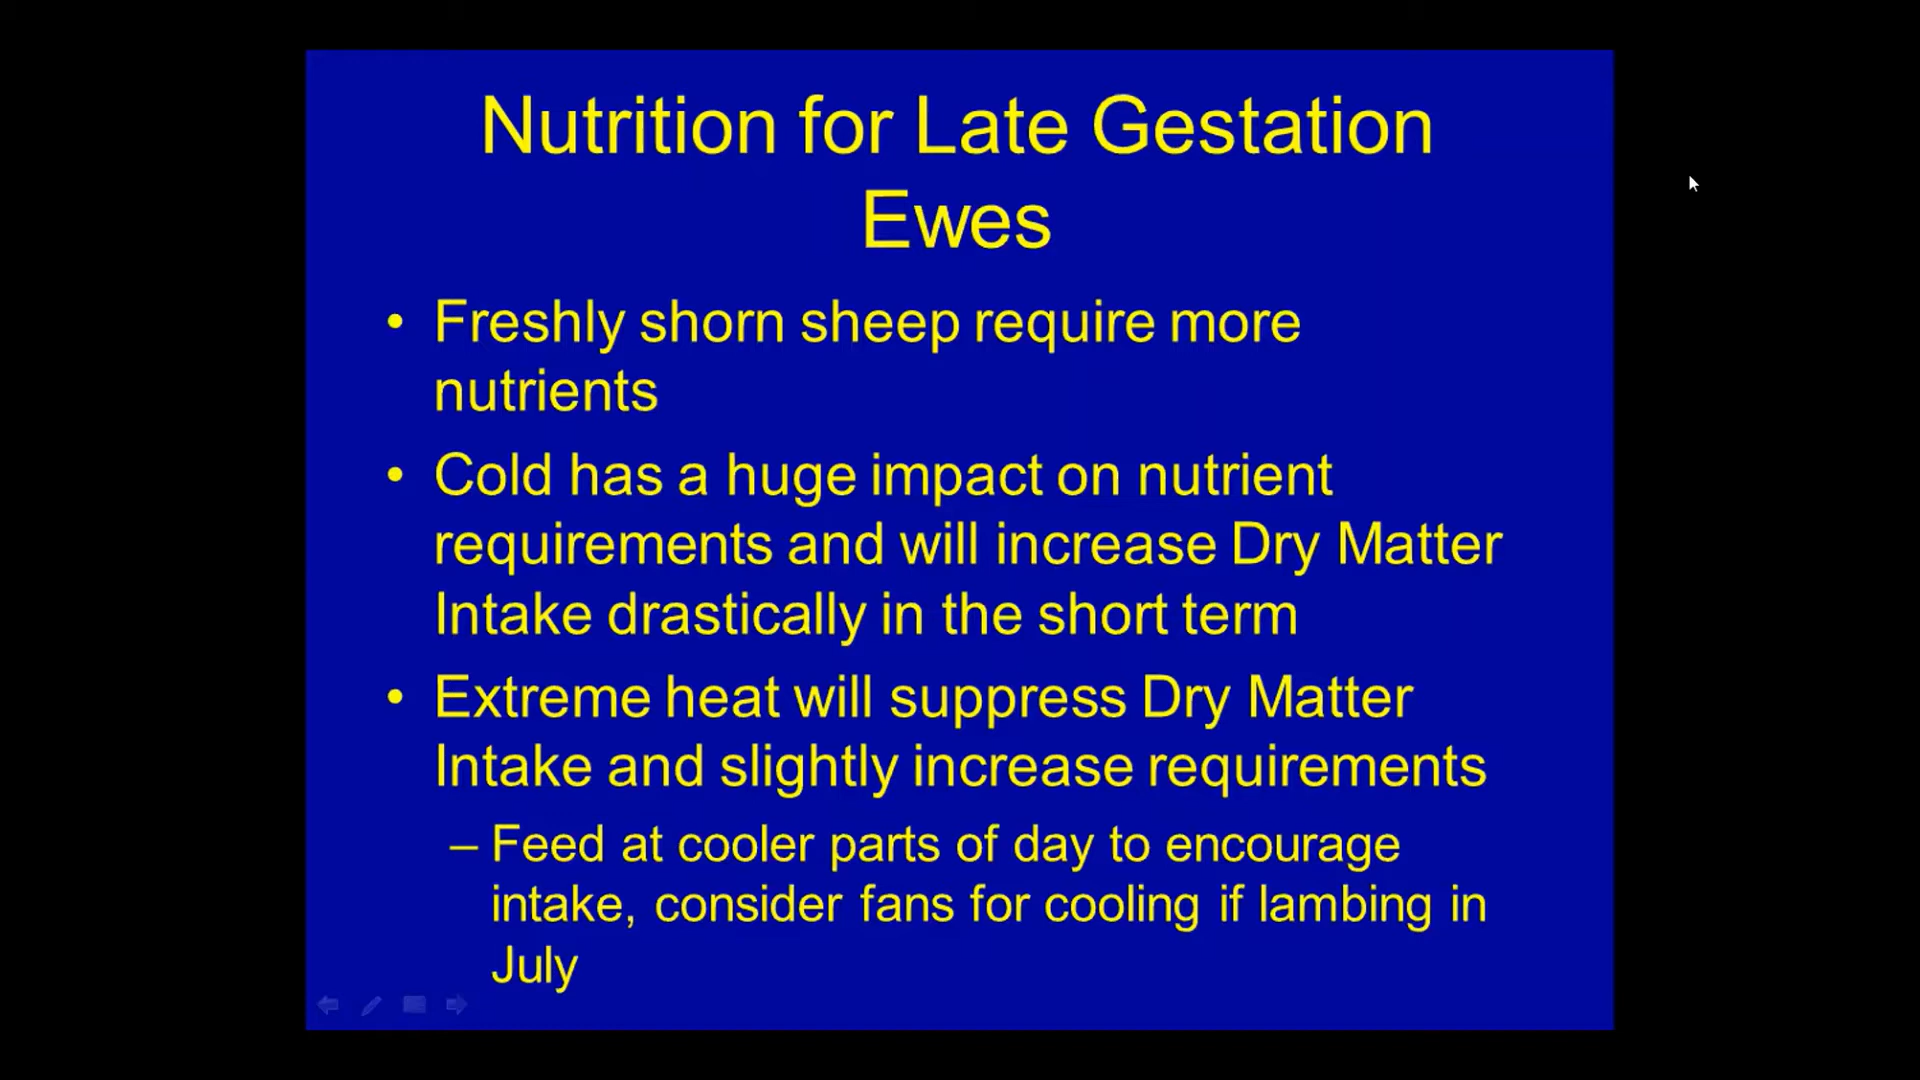 Nutrition for Late Gestation
Ewes
• Freshly shorn sheep require more
nutrients
• Cold has a huge impact on nutrient
requirements and will increase Dry Matter
Intake drastically in the short term
• Extreme heat will suppress Dry Matter
Intake and slightly increase requirements
– Feed at cooler parts of day to encourage
intake, consider fans for cooling if lambing in
July